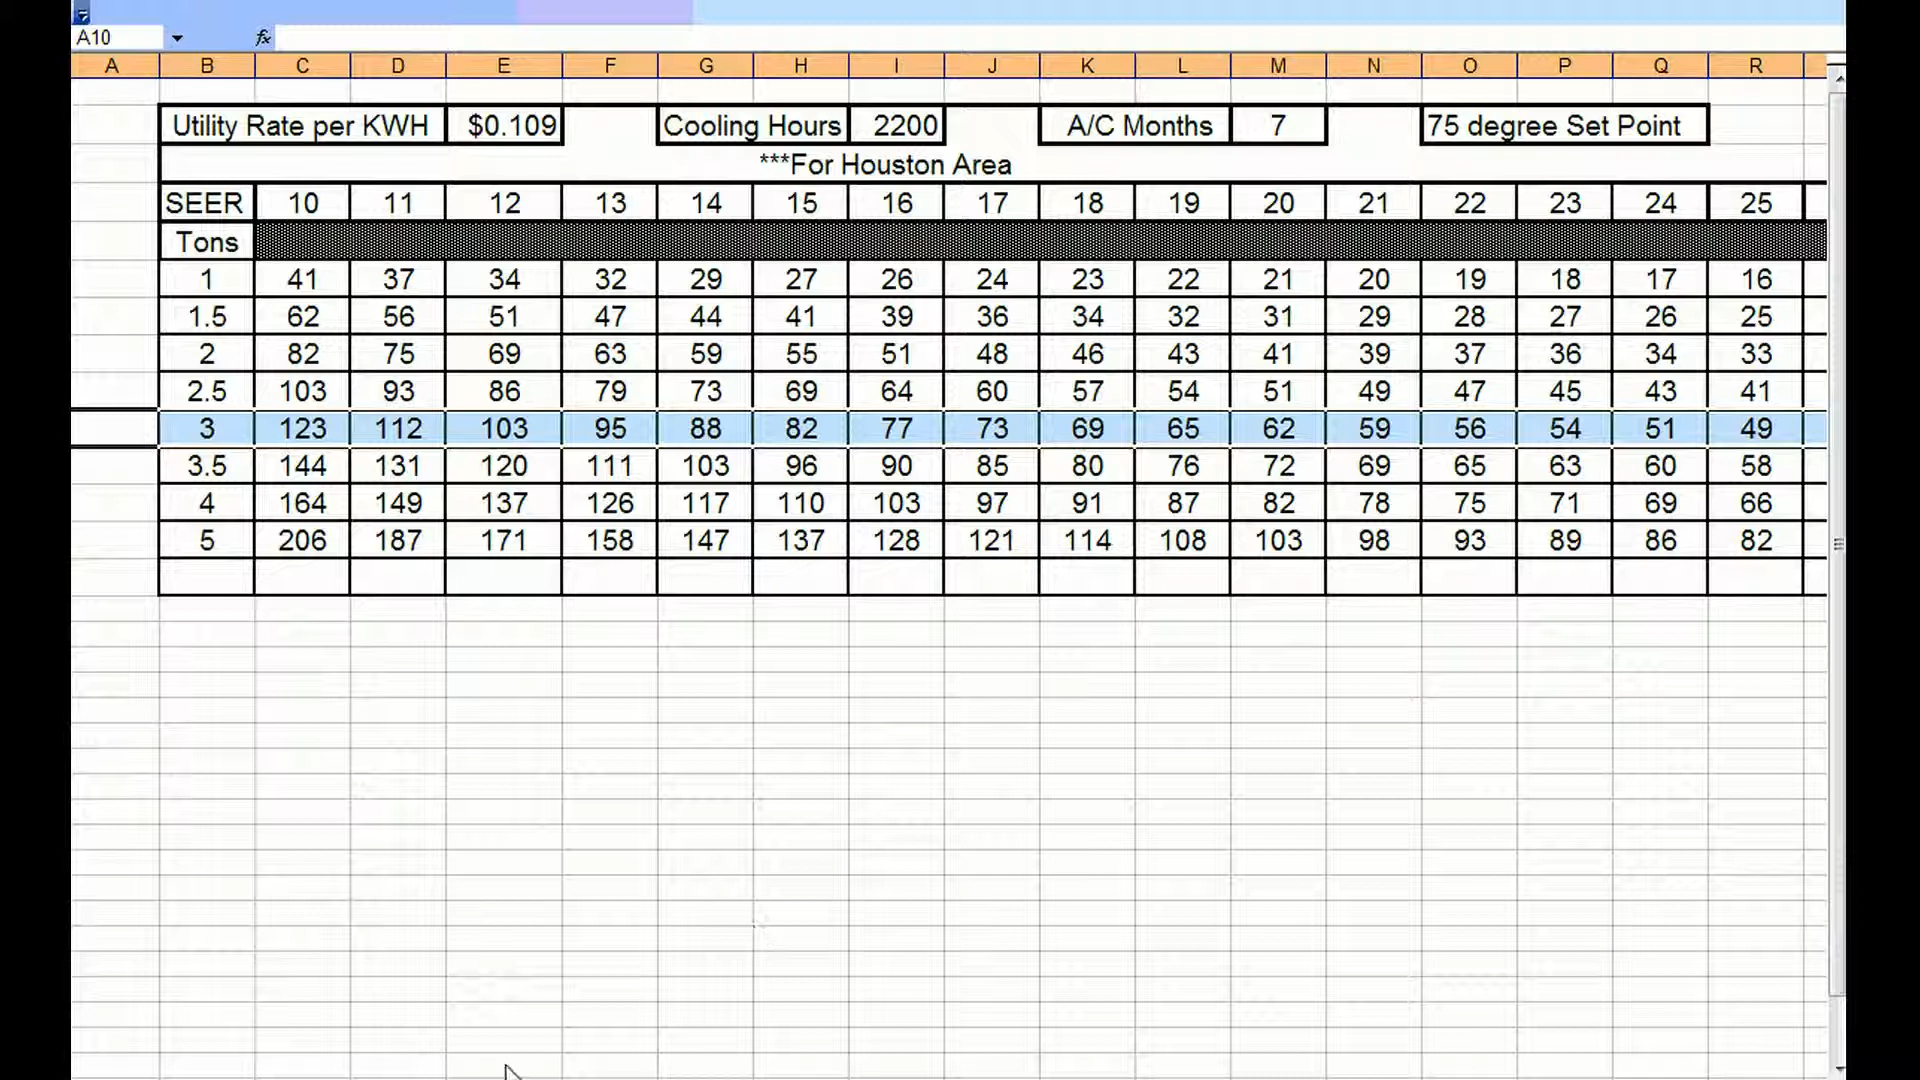 A10 fx
A B C D E F G H I J K L M N O P Q R
Utility Rate per KWH $0.109 Cooling Hours 2200 A/C Months 7 75 degree Set Point
***For Houston Area
SEER 10 11 12 13 14 15 16 17 18 19 20 21 22 23 24 25
Tons
1 41 37 34 32 29 27 26 24 23 22 21 20 19 18 17 16
1.5 62 56 51 47 44 41 39 36 34 32 31 29 28 27 26 25
2 82 75 69 63 59 55 51 48 46 43 41 39 37 36 34 33
2.5 103 93 86 79 73 69 64 60 57 54 51 49 47 45 43 41
3 123 112 103 95 88 82 77 73 69 65 62 59 56 54 51 49
3.5 144 131 120 111 103 96 90 85 80 76 72 69 65 63 60 58
4 164 149 137 126 117 110 103 97 91 87 82 78 75 71 69 66
5 206 187 171 158 147 137 128 121 114 108 103 98 93 89 86 82